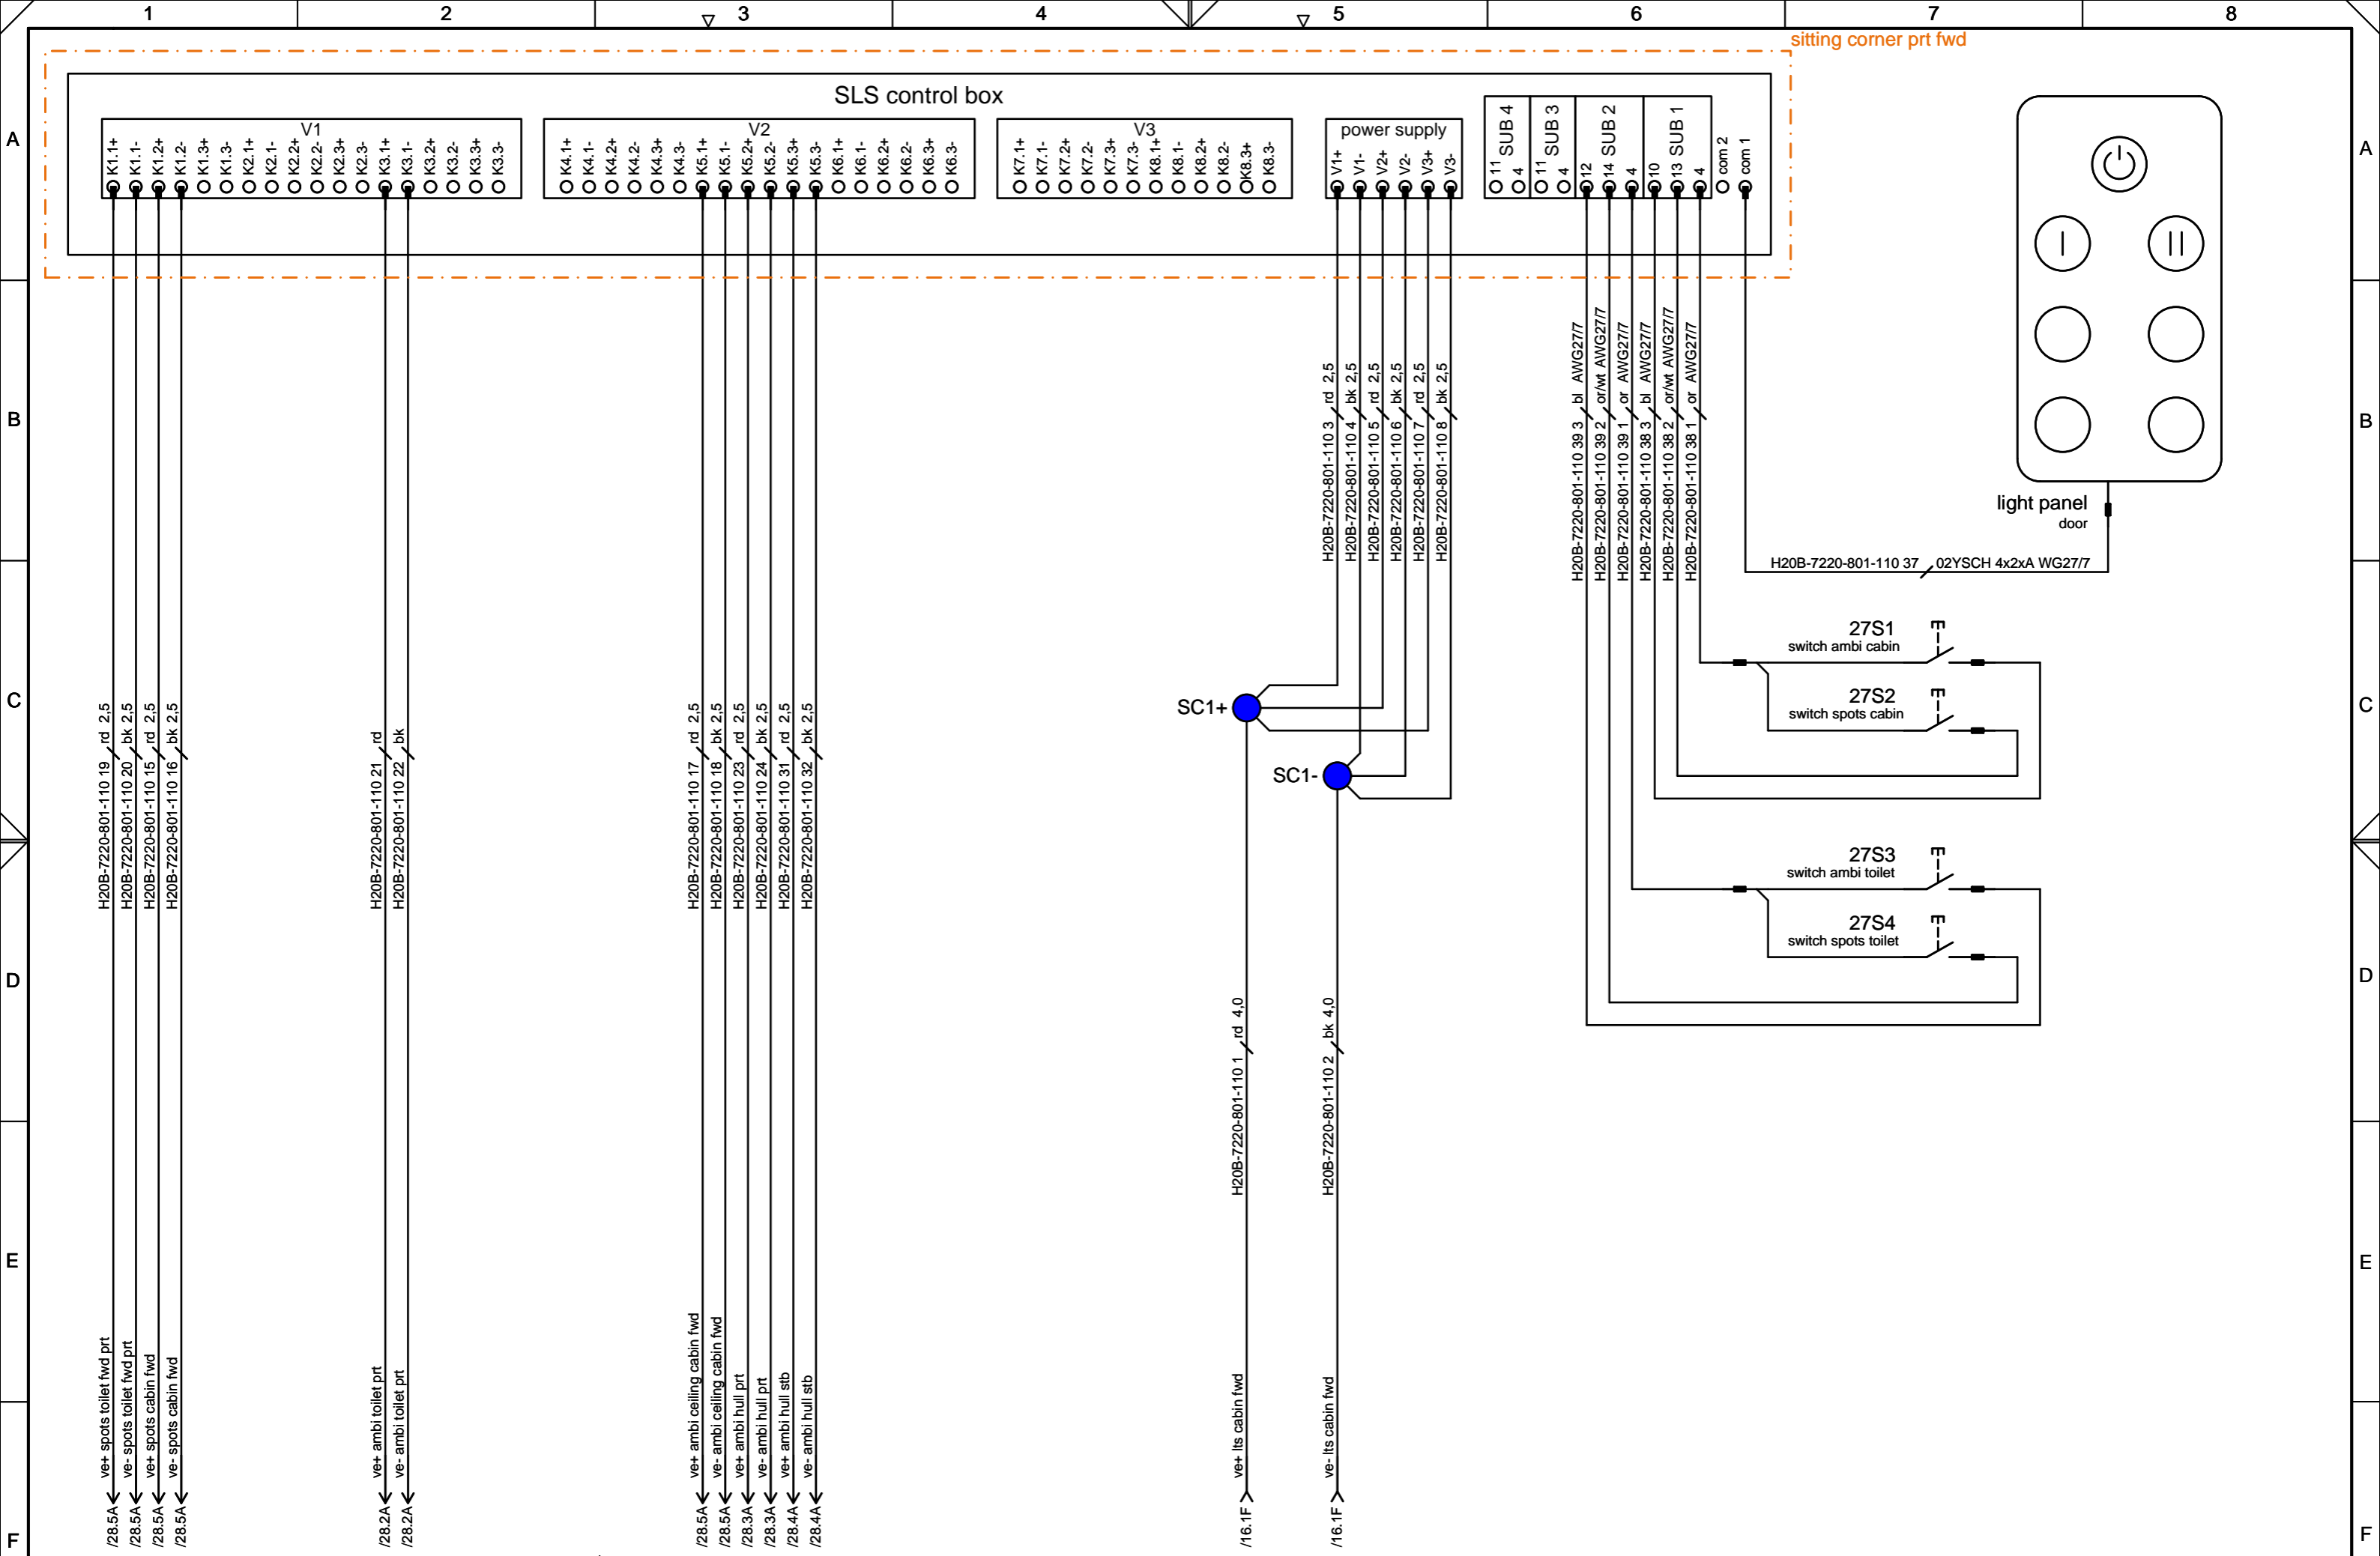 1 2 3 4 5 6 7 8
sitting corner prt fwd
SLS control box
V1
K1.1+ K1.1- K1.2+ K1.2- K1.3+ K1.3- K2.1+ K2.1- K2.2+ K2.2- K2.3+ K2.3- K3.1+ K3.1- K3.2+ K3.2- K3.3+ K3.3-
V2
K4.1+ K4.1- K4.2+ K4.2- K4.3+ K4.3- K5.1+ K5.1- K5.2+ K5.2- K5.3+ K5.3- K6.1+ K6.1- K6.2+ K6.2- K6.3+ K6.3-
V3
K7.1+ K7.1- K7.2+ K7.2- K7.3+ K7.3- K8.1+ K8.1- K8.2+ K8.2- K8.3+ K8.3-
power supply
V1+ V1- V2+ V2- V3+ V3-
SUB 4
11 4
SUB 3
11 4
SUB 2
12 14 4
SUB 1
10 13 4
com 2 com 1
A A
B B
C C
D D
E E
F F
light panel
door
H20B-7220-801-110 37 02YSCH 4x2xA WG27/7
H20B-7220-801-110 3 rd 2,5
H20B-7220-801-110 4 bk 2,5
H20B-7220-801-110 5 rd 2,5
H20B-7220-801-110 6 bk 2,5
H20B-7220-801-110 7 rd 2,5
H20B-7220-801-110 8 bk 2,5
H20B-7220-801-110 39 3 bl AWG27/7
H20B-7220-801-110 39 2 or/wt AWG27/7
H20B-7220-801-110 39 1 or AWG27/7
H20B-7220-801-110 38 3 bl AWG27/7
H20B-7220-801-110 38 2 or/wt AWG27/7
H20B-7220-801-110 38 1 or AWG27/7
27S1
switch ambi cabin
27S2
switch spots cabin
27S3
switch ambi toilet
27S4
switch spots toilet
SC1+
SC1-
H20B-7220-801-110 19 rd 2,5
H20B-7220-801-110 20 bk 2,5
H20B-7220-801-110 15 rd 2,5
H20B-7220-801-110 16 bk 2,5
H20B-7220-801-110 21 rd
H20B-7220-801-110 22 bk
H20B-7220-801-110 17 rd 2,5
H20B-7220-801-110 18 bk 2,5
H20B-7220-801-110 23 rd 2,5
H20B-7220-801-110 24 bk 2,5
H20B-7220-801-110 31 rd 2,5
H20B-7220-801-110 32 bk 2,5
H20B-7220-801-110 1 rd 4,0
H20B-7220-801-110 2 bk 4,0
/28.5A ve+ spots toilet fwd prt
/28.5A ve- spots toilet fwd prt
/28.5A ve+ spots cabin fwd
/28.5A ve- spots cabin fwd
/28.2A ve+ ambi toilet prt
/28.2A ve- ambi toilet prt
/28.5A ve+ ambi ceiling cabin fwd
/28.5A ve- ambi ceiling cabin fwd
/28.3A ve+ ambi hull prt
/28.3A ve- ambi hull prt
/28.4A ve+ ambi hull stb
/28.4A ve- ambi hull stb
/16.1F ve+ lts cabin fwd
/16.1F ve- lts cabin fwd